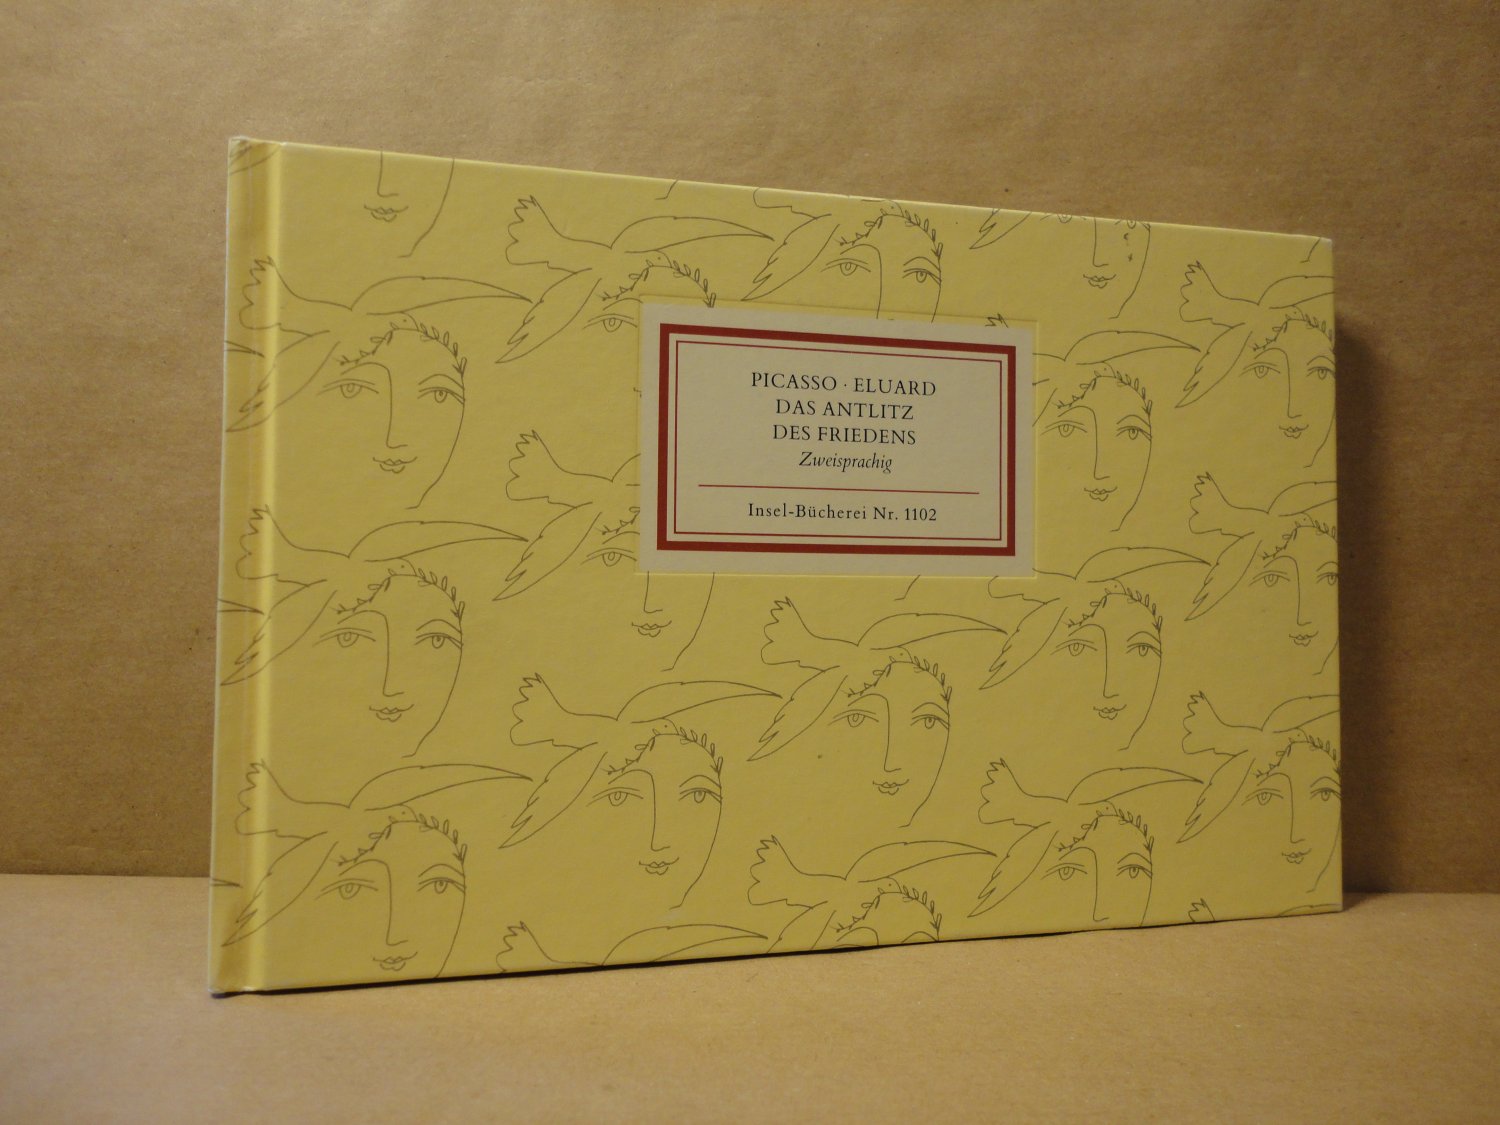 PICASSO · ELUARD
DAS ANTLITZ
DES FRIEDENS
Zweisprachig
Insel-Bücherei Nr. 1102